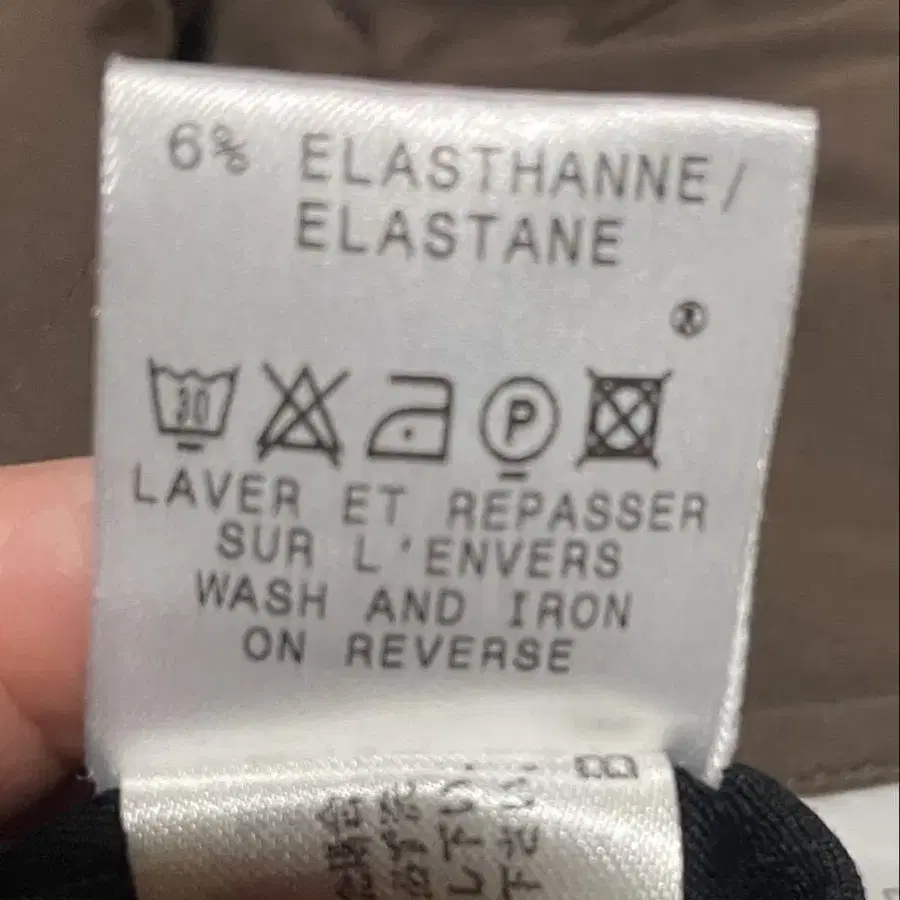 6% ELASTHANNE/
ELASTANE
®
30
P
LAVER ET REPASSER
SUR L'ENVERS
WASH AND IRON
ON REVERSE